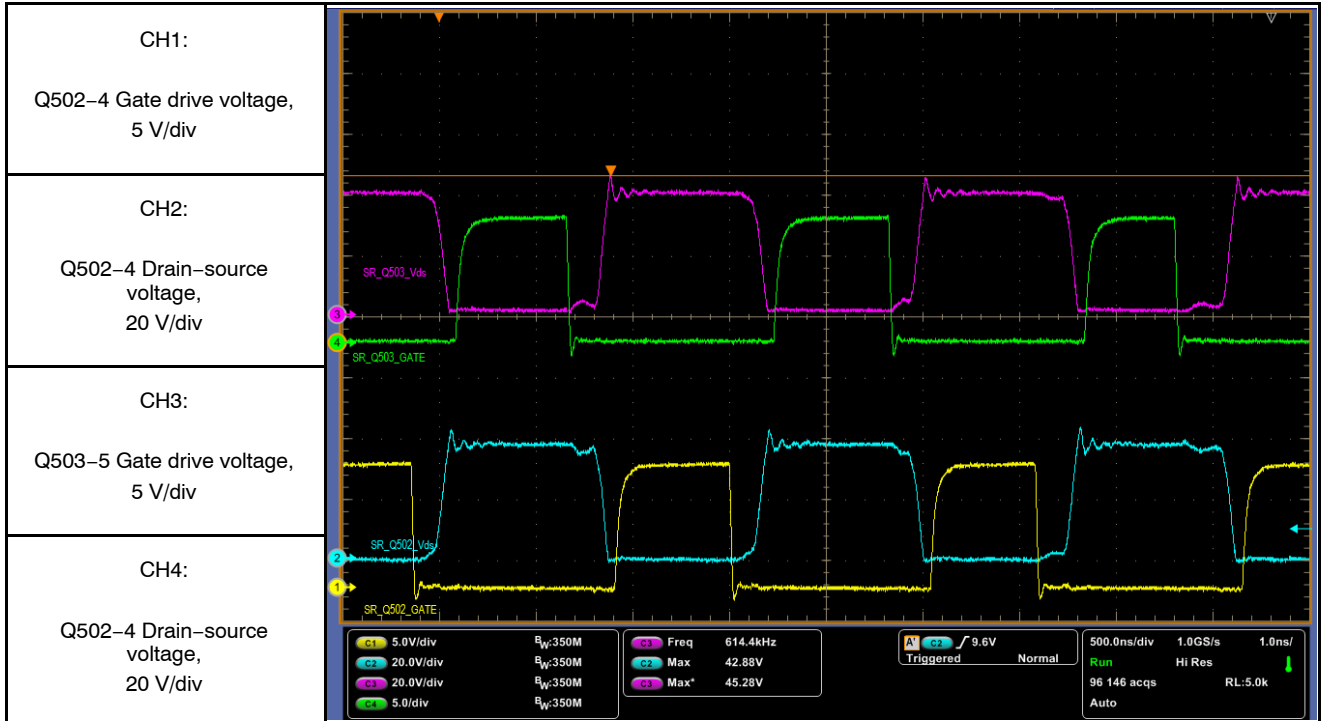 CH1:
Q502−4 Gate drive voltage,
5 V/div
CH2:
Q502−4 Drain−source
voltage,
20 V/div
CH3:
Q503−5 Gate drive voltage,
5 V/div
CH4:
Q502−4 Drain−source
voltage,
20 V/div
SR_Q503_Vds
3
4
SR_Q503_GATE
SR_Q502_Vds
2
1
SR_Q502_GATE
C1 5.0V/div BW:350M
C2 20.0V/div BW:350M
C3 20.0V/div BW:350M
C4 5.0/div BW:350M
C3 Freq 614.4kHz
C2 Max 42.88V
C3 Max* 45.28V
A' C2 9.6V
Triggered Normal
500.0ns/div 1.0GS/s 1.0ns/
Run Hi Res
96 146 acqs RL:5.0k
Auto